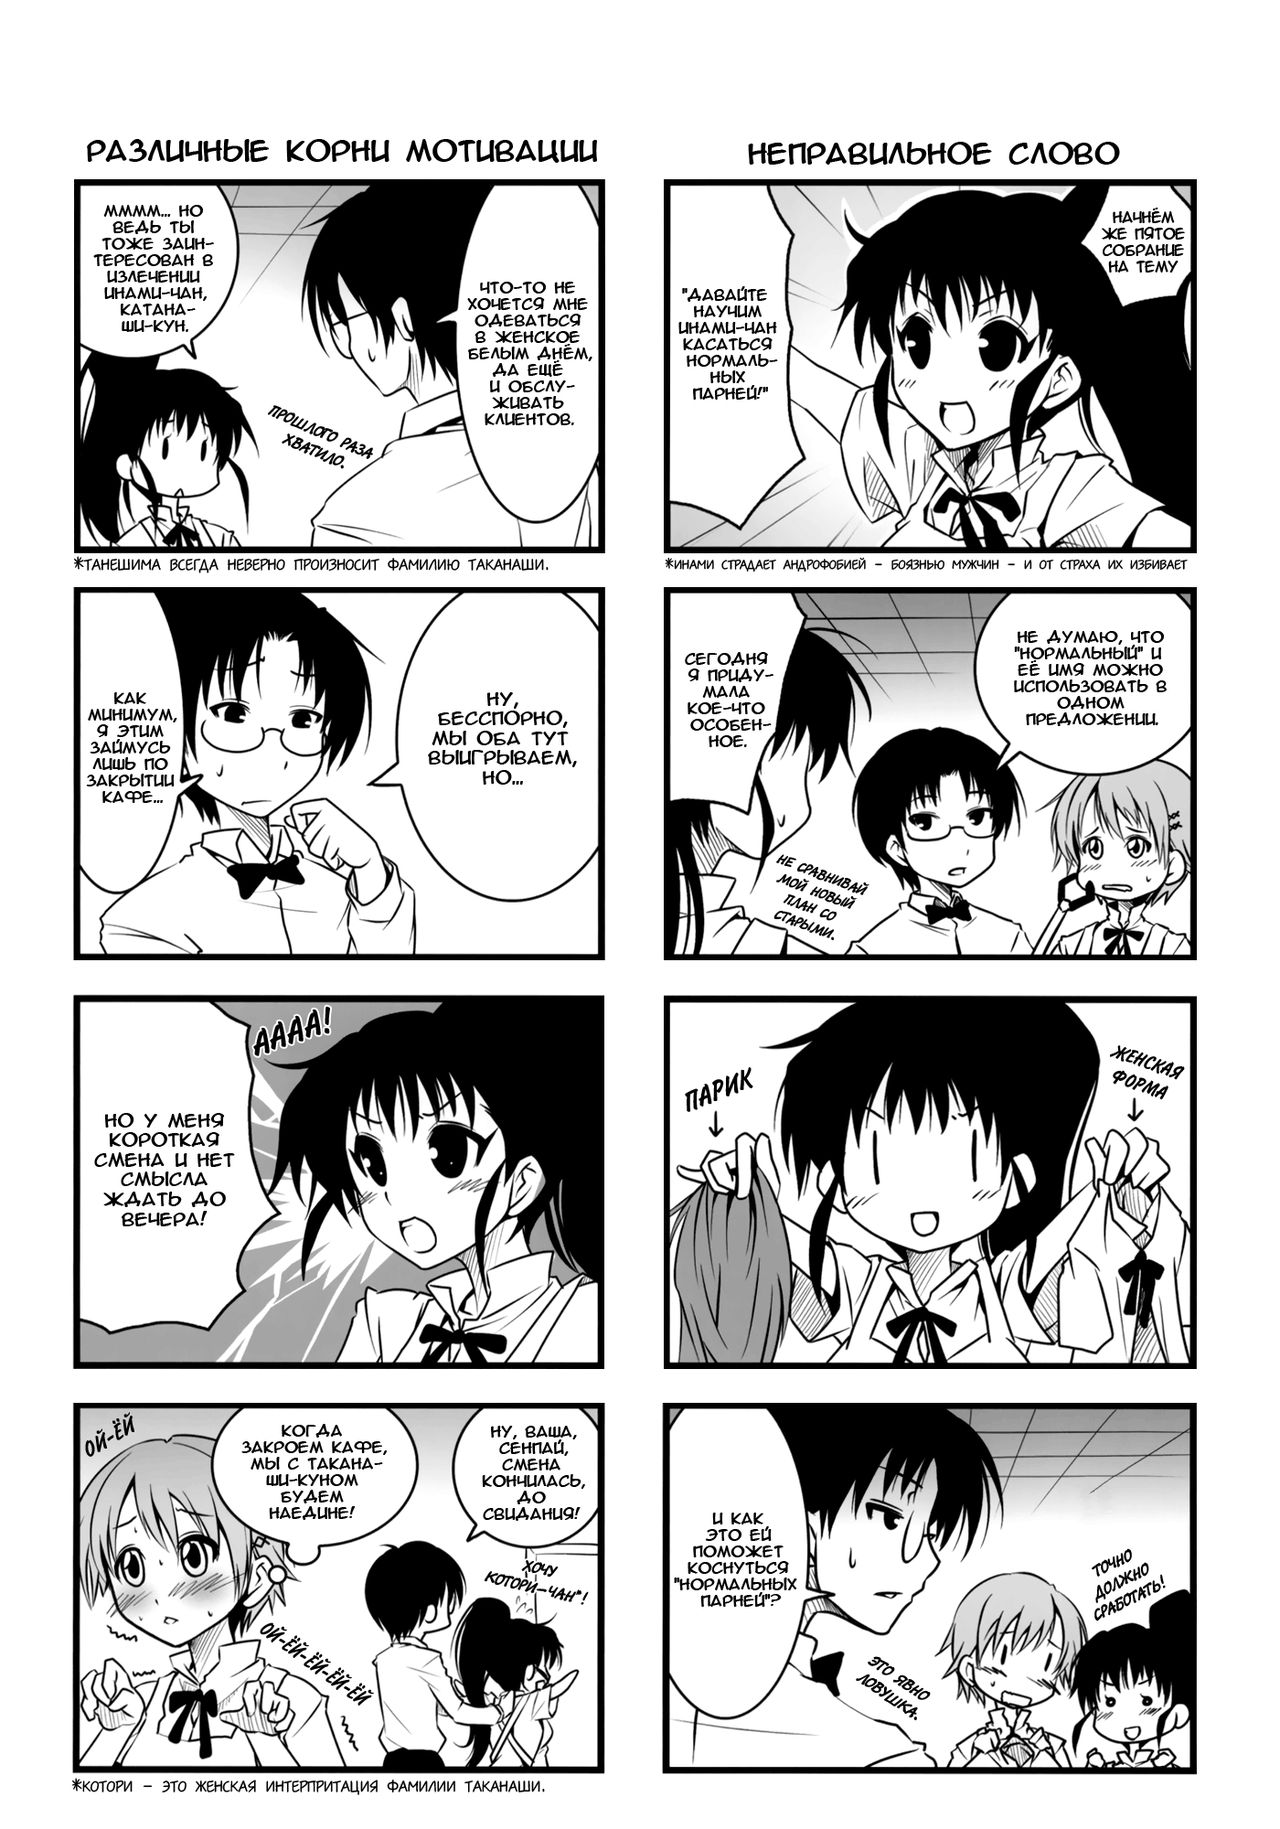 НЕПРАВИЛЬНОЕ СЛОВО
НАЧНЁМ
ЖЕ ПЯТОЕ
СОБРАНИЕ
НА ТЕМУ
"ДАВАЙТЕ
НАУЧИМ
ИНАМИ-ЧАН
КАСАТЬСЯ
НОРМАЛЬ-
НЫХ
ПАРНЕЙ!"
*ИНАМИ СТРАДАЕТ АНДРОФОБИЕЙ – БОЯЗНЬЮ МУЖЧИН – И ОТ СТРАХА ИХ ИЗБИВАЕТ
НЕ ДУМАЮ, ЧТО
"НОРМАЛЬНЫЙ" И
ЕЁ ИМЯ МОЖНО
ИСПОЛЬЗОВАТЬ В
ОДНОМ
ПРЕДЛОЖЕНИИ.
СЕГОДНЯ
Я ПРИДУ-
МАЛА
КОЕ-ЧТО
ОСОБЕН-
НОЕ.
НЕ СРАВНИВАЙ
МОЙ НОВЫЙ
ПЛАН СО
СТАРЫМИ.
ЖЕНСКАЯ
ФОРМА
ПАРИК
И КАК
ЭТО ЕЙ
ПОМОЖЕТ
КОСНУТЬСЯ
"НОРМАЛЬНЫХ
ПАРНЕЙ"?
ТОЧНО
ДОЛЖНО
СРАБОТАТЬ!
ЭТО ЯВНО
ЛОВУШКА.
РАЗЛИЧНЫЕ КОРНИ МОТИВАЦИИ
ЧТО-ТО НЕ
ХОЧЕТСЯ МНЕ
ОДЕВАТЬСЯ
В ЖЕНСКОЕ
БЕЛЫМ ДНЁМ,
ДА ЕЩЁ
И ОБСЛУ-
ЖИВАТЬ
КЛИЕНТОВ.
ПРОШЛОГО РАЗА
ХВАТИЛО.
МММM... НО
ВЕДЬ ТЫ
ТОЖЕ ЗАИН-
ТЕРЕСОВАН В
ИЗЛЕЧЕНИИ
ИНАМИ-ЧАН,
КАТАНА-
ШИ-КУН.
*ТАНЕШИМА ВСЕГДА НЕВЕРНО ПРОИЗНОСИТ ФАМИЛИЮ ТАКАНАШИ.
НУ,
БЕССПОРНО,
МЫ ОБА ТУТ
ВЫИГРЫВАЕМ,
НО...
КАК
МИНИМУМ,
Я ЭТИМ
ЗАЙМУСЬ
ЛИШЬ ПО
ЗАКРЫТИИ
КАФЕ...
АААА!
НО У МЕНЯ
КОРОТКАЯ
СМЕНА И НЕТ
СМЫСЛА
ЖДАТЬ ДО
ВЕЧЕРА!
НУ, ВАША,
СЕНПАЙ,
СМЕНА
КОНЧИЛАСЬ,
ДО
СВИДАНИЯ!
ХОЧУ
КОТОРИ-ЧАН"!
КОГДА
ЗАКРОЕМ КАФЕ,
МЫ С ТАКАНА-
ШИ-КУНОМ
БУДЕМ
НАЕДИНЕ!
ОЙ-ЁЙ
ОЙ-ЁЙ-ЁЙ-ЁЙ-ЁЙ
*КОТОРИ – ЭТО ЖЕНСКАЯ ИНТЕРПРИТАЦИЯ ФАМИЛИИ ТАКАНАШИ.